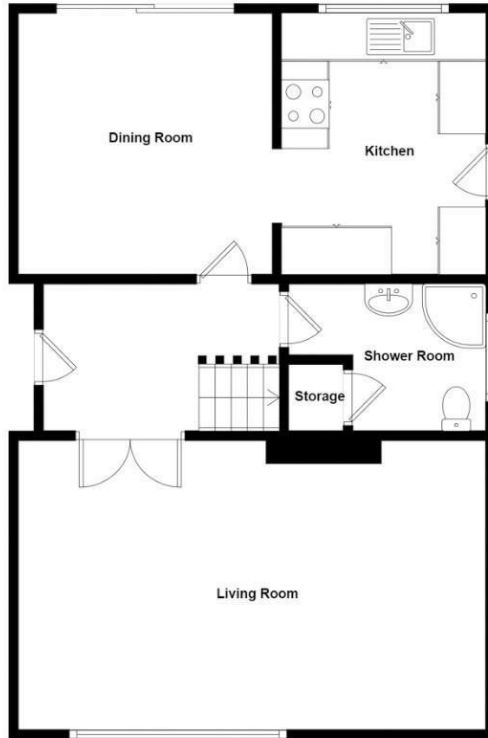 Dining Room
Kitchen
Shower Room
Storage
Living Room